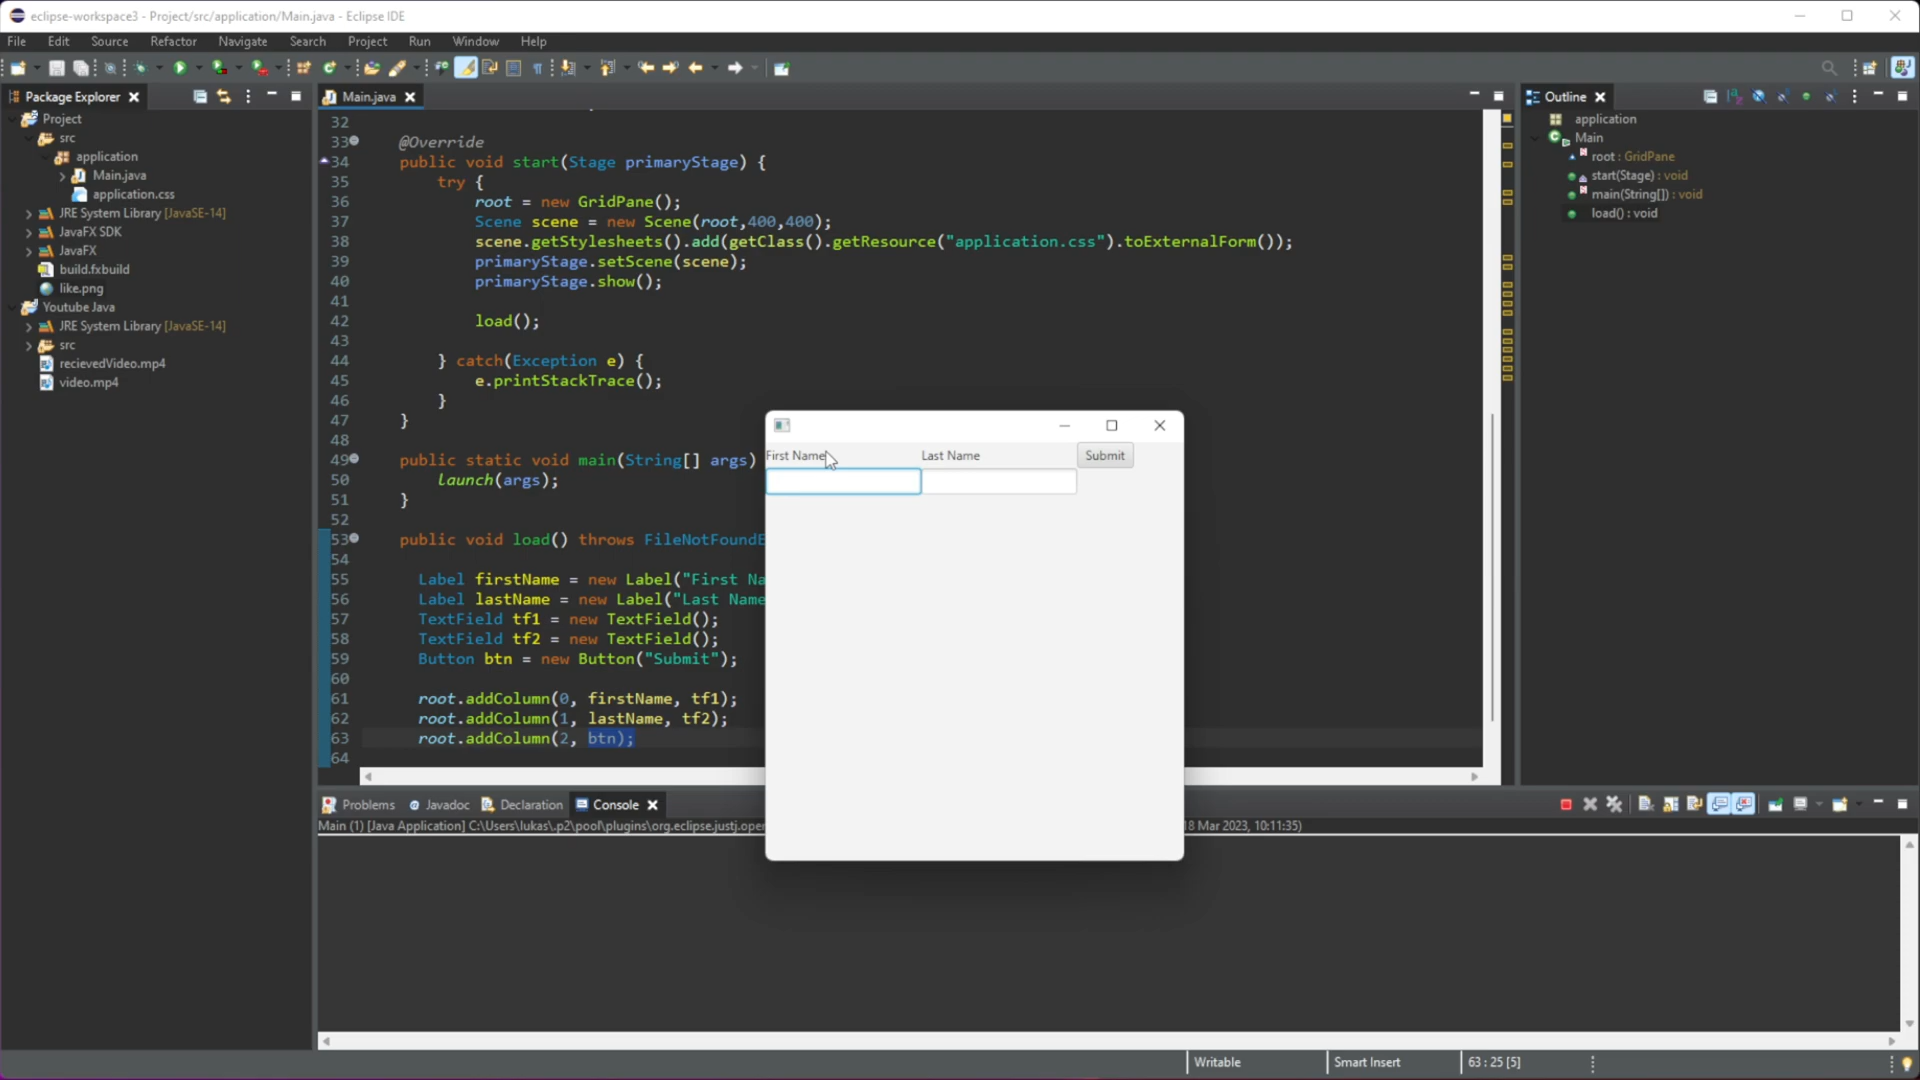 eclipse-workspace3 - Project/src/application/Main.java - Eclipse IDE
File Edit Source Refactor Navigate Search Project Run Window Help
Package Explorer
Project
src
application
Main.java
application.css
JRE System Library [JavaSE-14]
JavaFX SDK
JavaFX
build.fxbuild
like.png
Youtube Java
JRE System Library [JavaSE-14]
src
recievedVideo.mp4
video.mp4
Main.java
32
33 @Override
34 public void start(Stage primaryStage) {
35 try {
36 root = new GridPane();
37 Scene scene = new Scene(root,400,400);
38 scene.getStylesheets().add(getClass().getResource("application.css").toExternalForm());
39 primaryStage.setScene(scene);
40 primaryStage.show();
41
42 load();
43
44 } catch(Exception e) {
45 e.printStackTrace();
46 }
47 }
48
49 public static void main(String[] args)
50 launch(args);
51 }
52
53 public void load() throws FileNotFoundE
54
55 Label firstName = new Label("First Na
56 Label lastName = new Label("Last Name
57 TextField tf1 = new TextField();
58 TextField tf2 = new TextField();
59 Button btn = new Button("Submit");
60
61 root.addColumn(0, firstName, tf1);
62 root.addColumn(1, lastName, tf2);
63 root.addColumn(2, btn);
64
First Name Last Name Submit
Outline
application
Main
root : GridPane
start(Stage) : void
main(String[]) : void
load() : void
Problems Javadoc Declaration Console
Main (1) [Java Application] C:\Users\lukas\.p2\pool\plugins\org.eclipse.justj.oper
8 Mar 2023, 10:11:35)
Writable Smart Insert 63 : 25 [5]